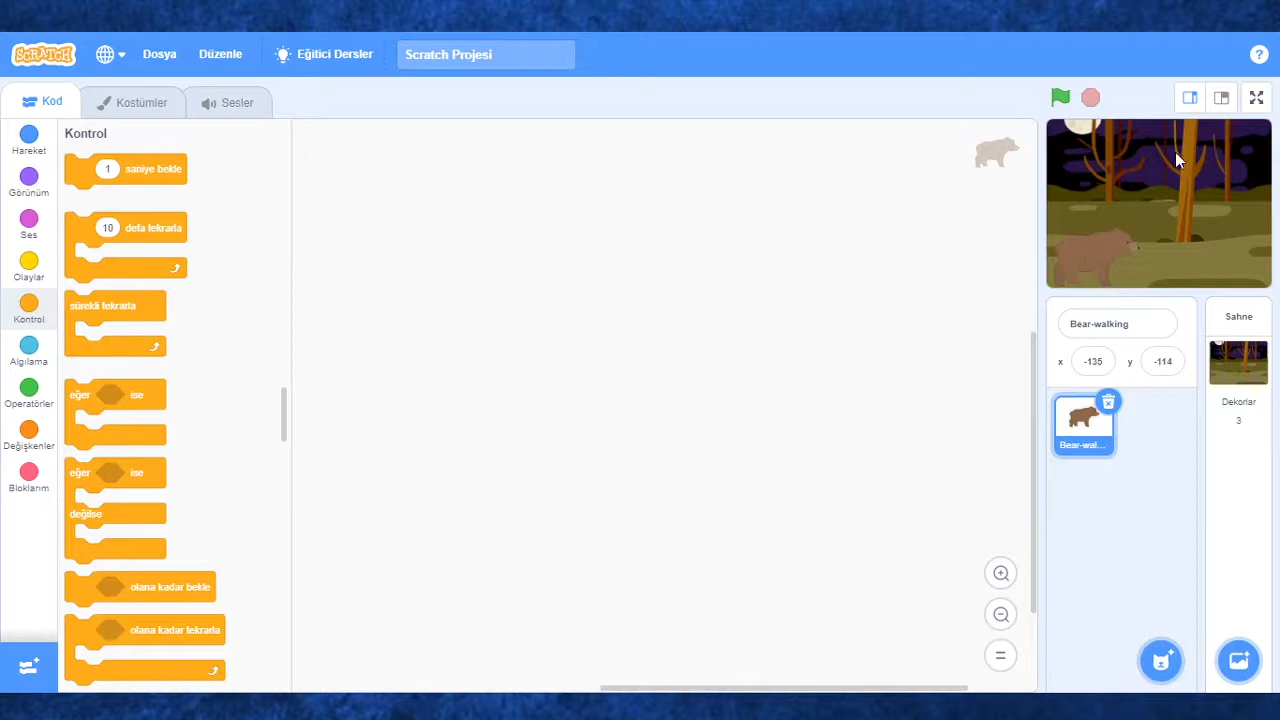 SCRATCH Dosya Düzenle Eğitici Dersler Scratch Projesi ?
Kod Kostümler Sesler
Hareket
Görünüm
Ses
Olaylar
Kontrol
Algılama
Operatörler
Değişkenler
Bloklarım
Kontrol
1 saniye bekle
10 defa tekrarla
sürekli tekrarla
eğer ise
eğer ise
değilse
olana kadar bekle
olana kadar tekrarla
Bear-walking
x -135 y -114
Bear-wal...
Sahne
Dekorlar
3